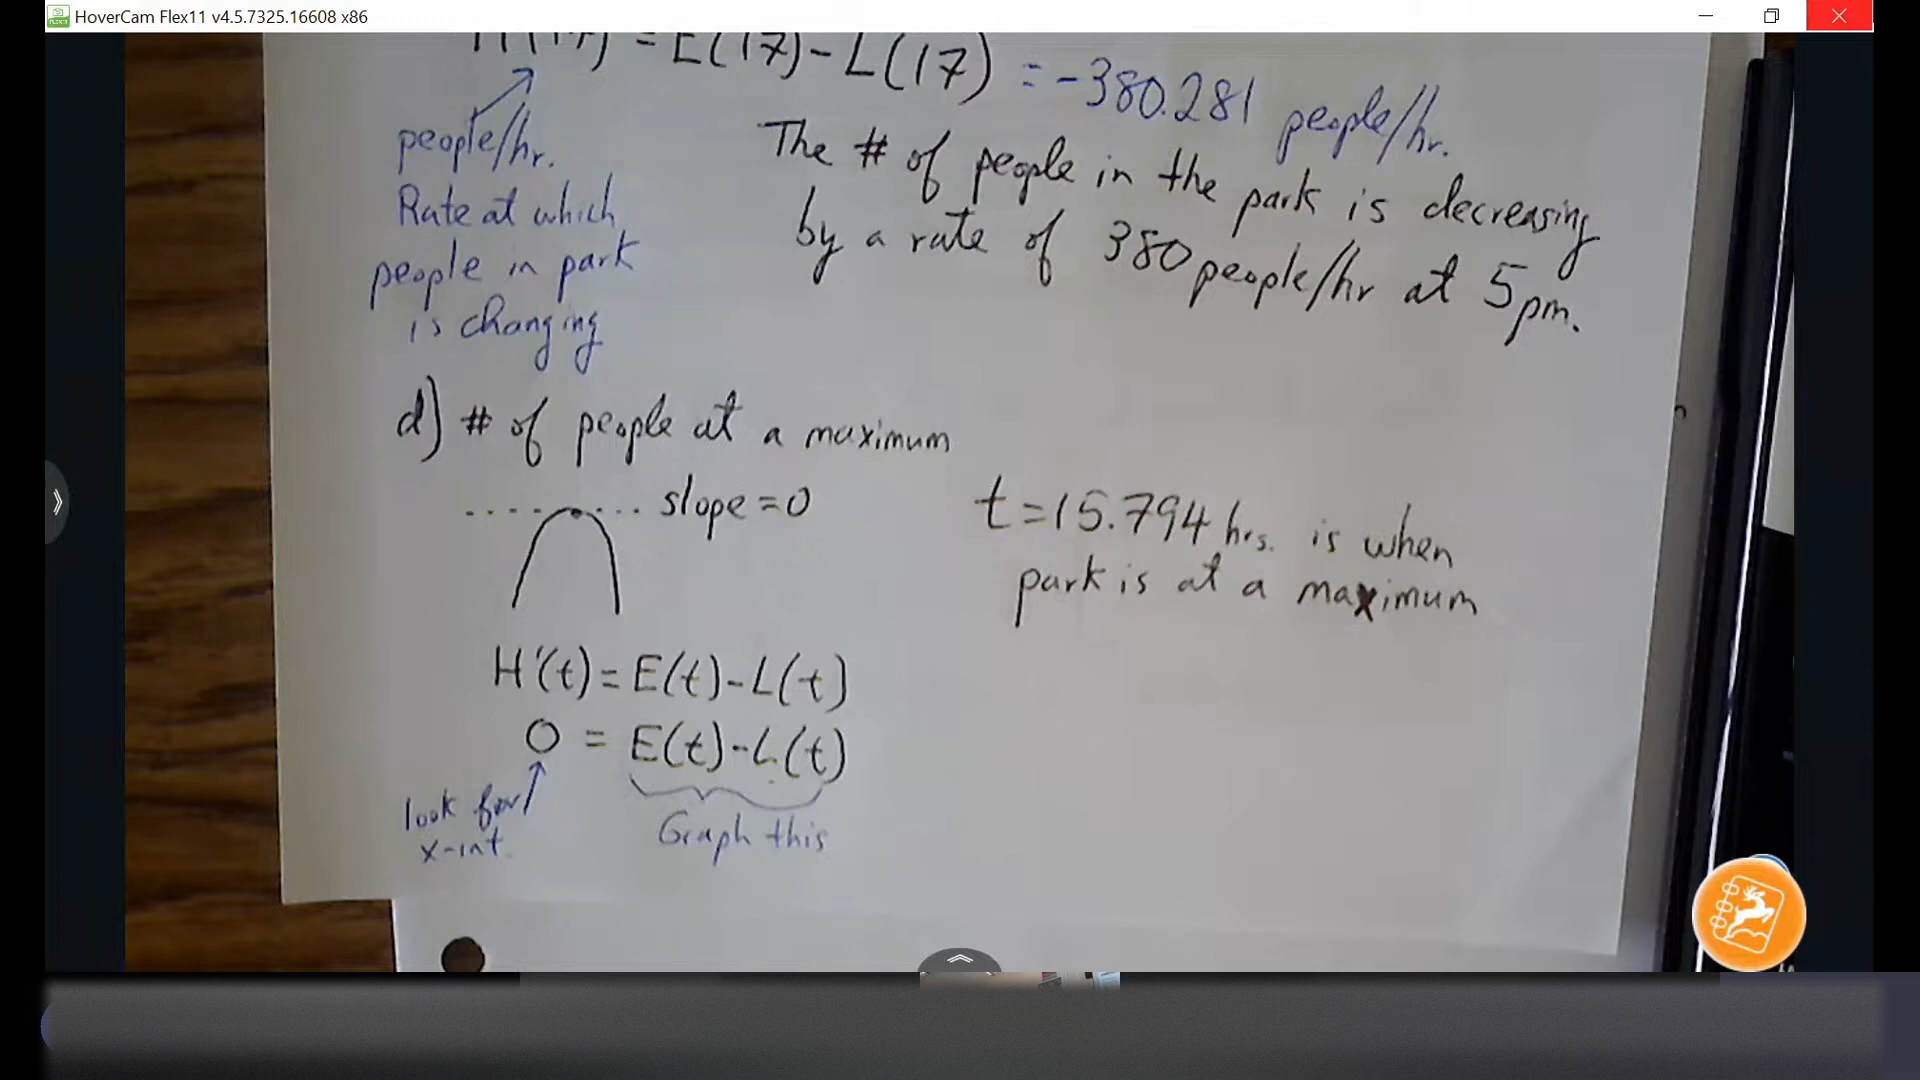 HoverCam Flex11 v4.5.7325.16608 x86
H'(17) = E(17) - L(17) = -380.281 people/hr.
people/hr.
Rate at which
people in park
is changing
The # of people in the park is decreasing
by a rate of 380 people/hr at 5pm.
d) # of people at a maximum
slope = 0
t = 15.794 hrs. is when
park is at a maximum
H'(t) = E(t) - L(t)
0 = E(t) - L(t)
look for
x-int.
Graph this